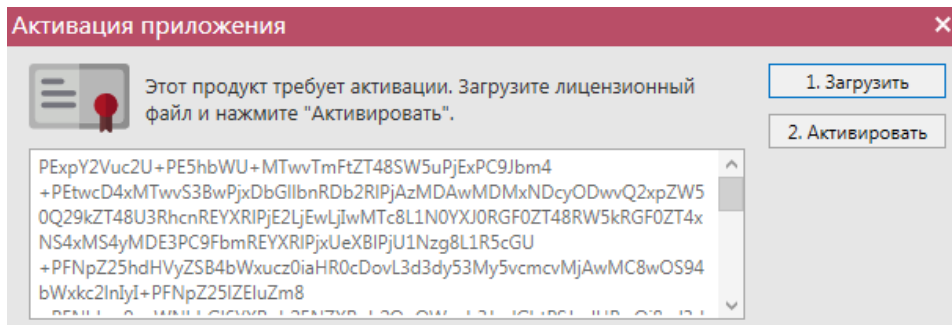 Активация приложения
Этот продукт требует активации. Загрузите лицензионный
файл и нажмите "Активировать".
1. Загрузить
2. Активировать
PExpY2Vuc2U+PE5hbWU+MTwvTmFtZT48SW5uPjExPC9Jbm4
+PEtwcD4xMTwvS3BwPjxDbGllbnRDb2RlPjAzMDAwMDMxNDcyODwvQ2xpZW5
0Q29kZT48U3RhcnREYXRlPjE2LjEwLjIwMTc8L1N0YXJ0RGF0ZT48RW5kRGF0ZT4x
NS4xMS4yMDE3PC9FbmREYXRlPjxUeXBlPjU1Nzg8L1R5cGU
+PFNpZ25hdHVyZSB4bWxucz0iaHR0cDovL3d3dy53My5vcmcvMjAwMC8wOS94
bWxkc2lnIyI+PFNpZ25lZEluZm8